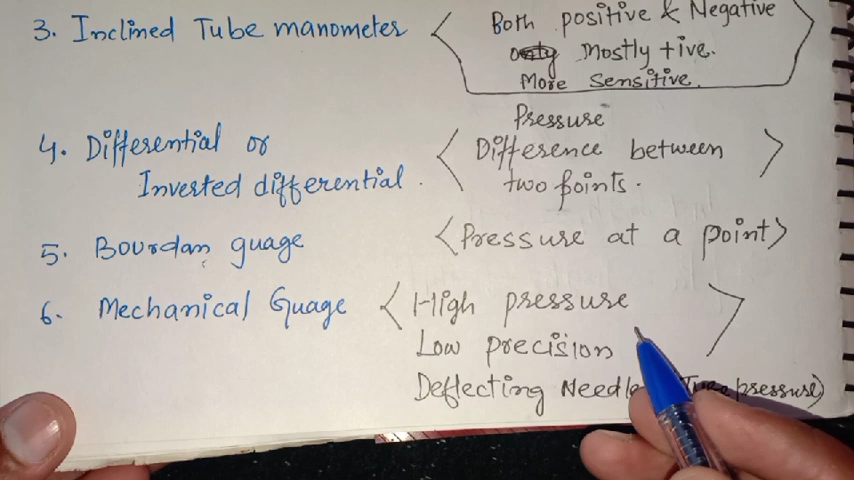 3. Inclined Tube manometer
Both positive & Negative
only mostly +ive.
More Sensitive.
4. Differential or
Inverted differential.
Pressure
Difference between
two points.
5. Bourdan guage
Pressure at a point
6. Mechanical Guage
High pressure
Low precision
Deflecting Needle pressure)